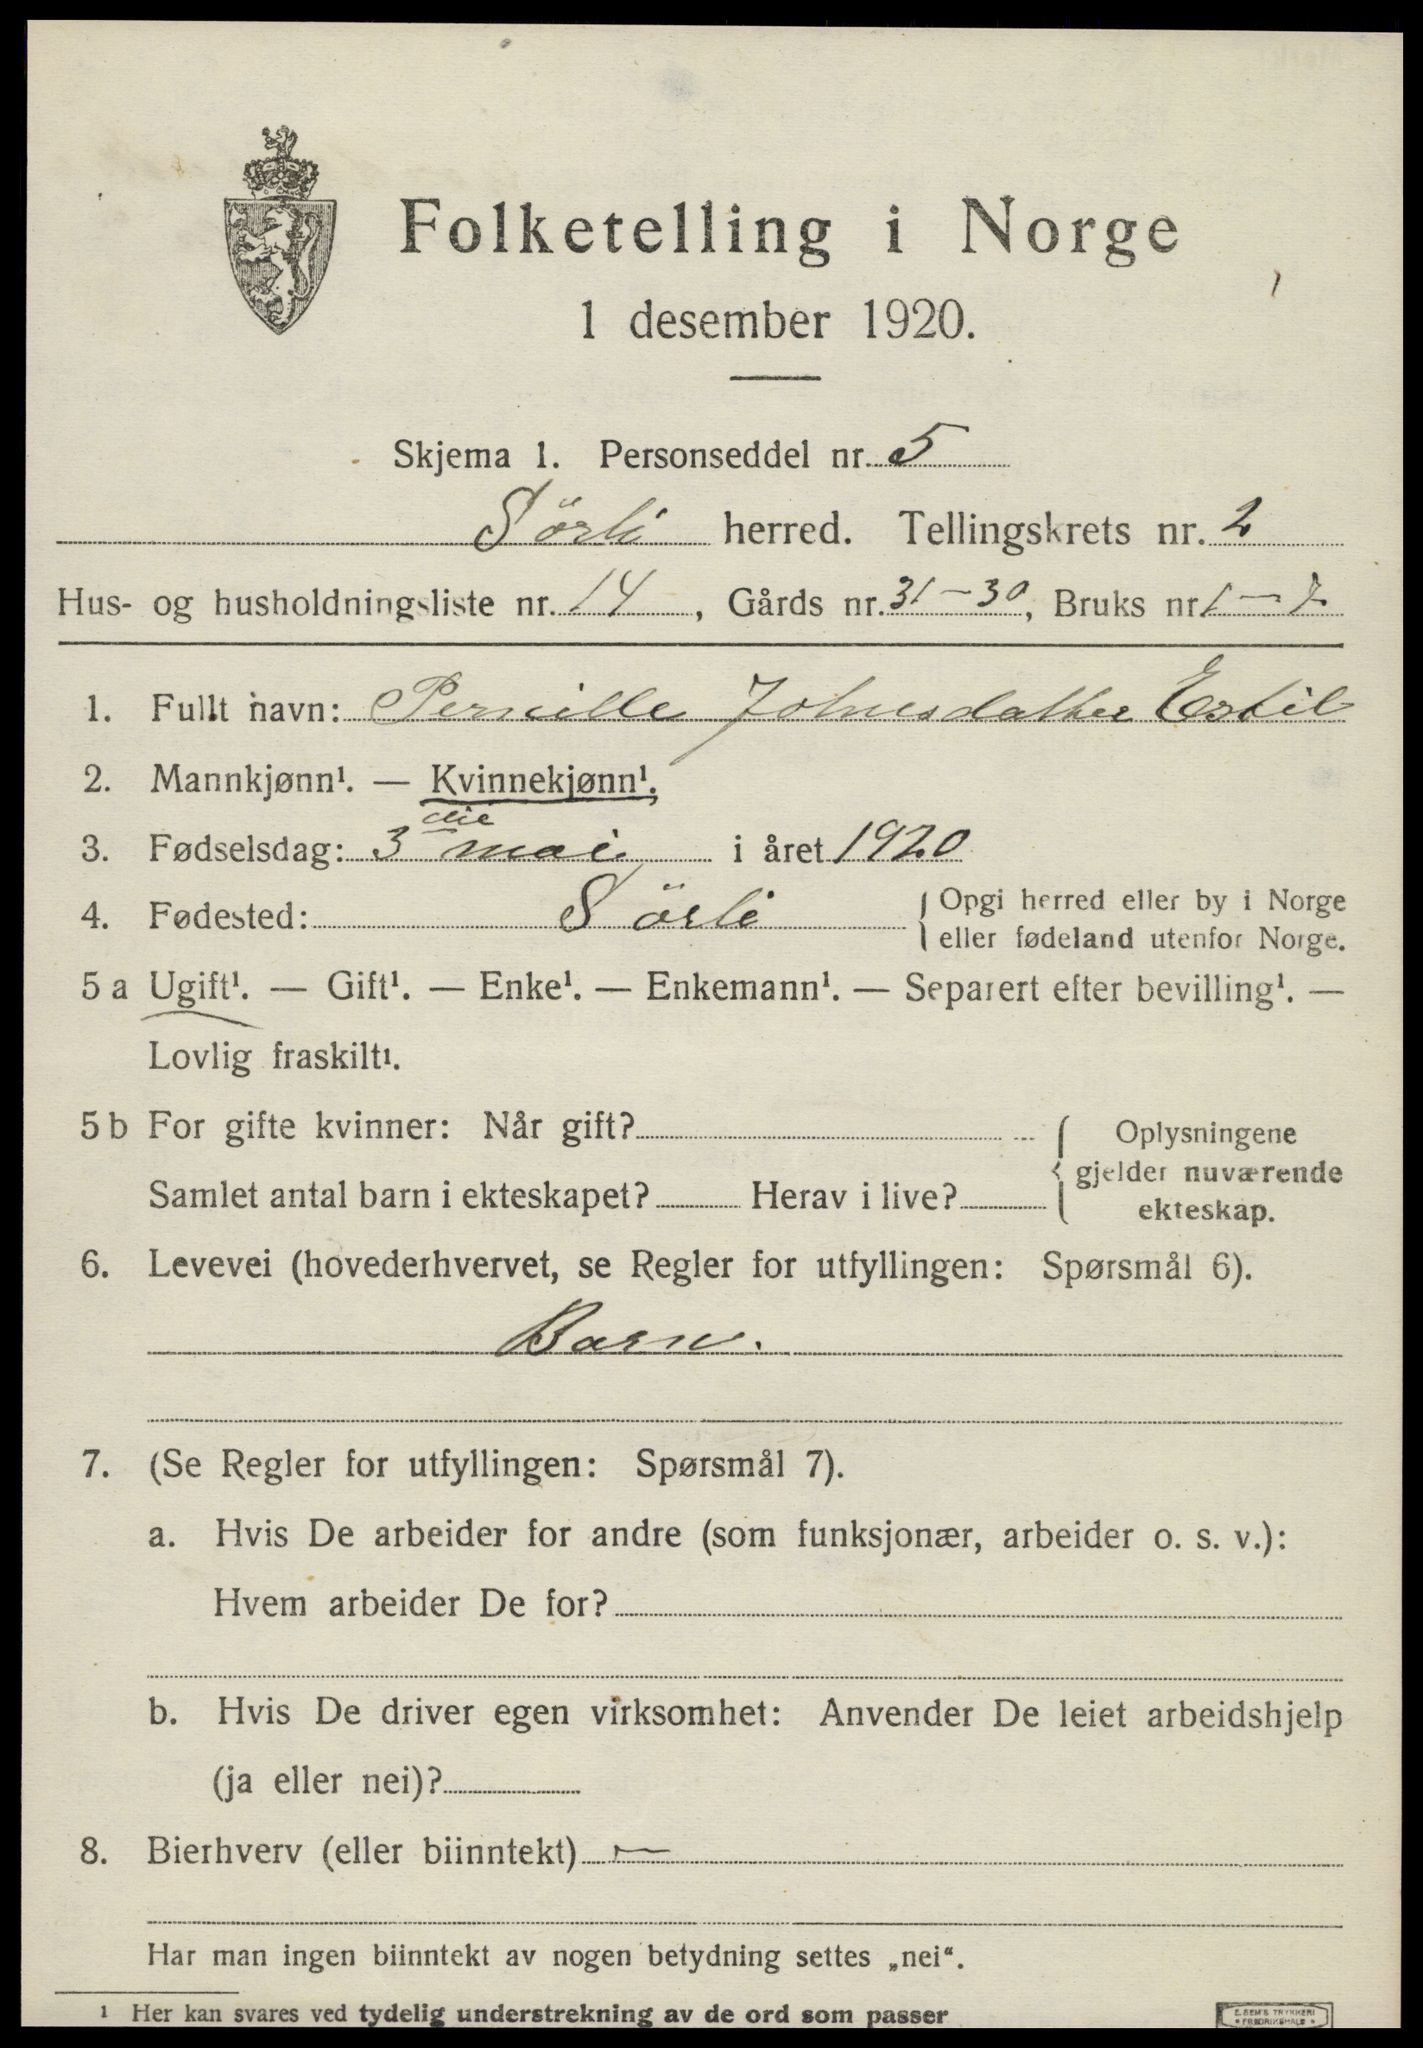 Folketelling i Norge
1 desember 1920.
Skjema 1. Personseddel nr. 5
Sörli herred. Tellingskrets nr. 2
Hus- og husholdningsliste nr. 14, Gårds nr. 31-30, Bruks nr. 1-7
1. Fullt navn: Pernille Johnsdatter Estil
2. Mannkjønn¹. — Kvinnekjønn¹.
3. Fødselsdag: 3die mai i året 1920
4. Fødested: Sörli {Opgi herred eller by i Norge
eller fødeland utenfor Norge.
5 a Ugift¹. — Gift¹. — Enke¹. — Enkemann¹. — Separert efter bevilling¹. —
Lovlig fraskilt¹.
5 b For gifte kvinner: Når gift? { Oplysningene
gjelder nuværende
Samlet antal barn i ekteskapet? Herav i live? ekteskap.
6. Levevei (hovederhvervet, se Regler for utfyllingen: Spørsmål 6).
Barn.
7. (Se Regler for utfyllingen: Spørsmål 7).
a. Hvis De arbeider for andre (som funksjonær, arbeider o. s. v.):
Hvem arbeider De for?
b. Hvis De driver egen virksomhet: Anvender De leiet arbeidshjelp
(ja eller nei)?
8. Bierhverv (eller biinntekt) —
Har man ingen biinntekt av nogen betydning settes „nei“.
¹ Her kan svares ved tydelig understrekning av de ord som passer
E. SEM'S TRYKKERI
• FREDRIKSHALD •